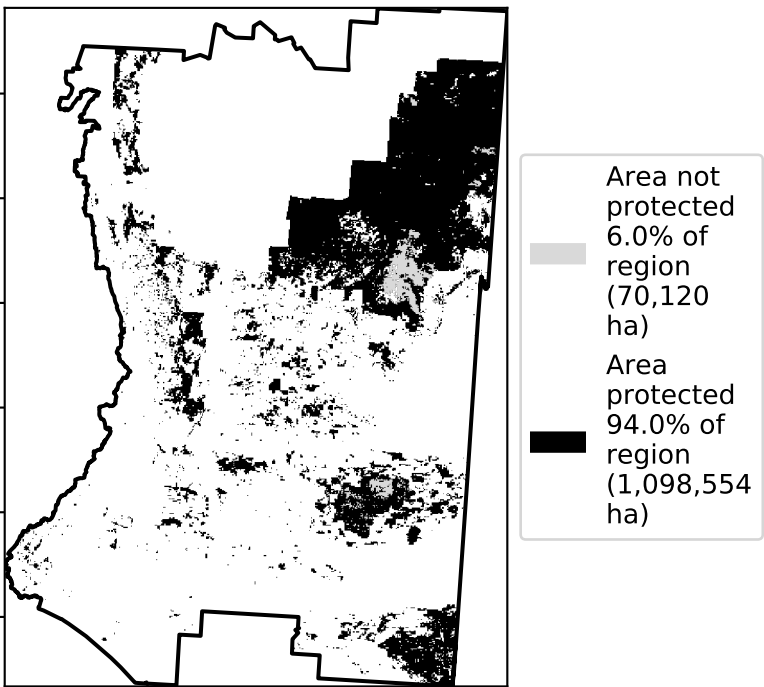 Area not
protected
6.0% of
region
(70,120
ha)
Area
protected
94.0% of
region
(1,098,554
ha)